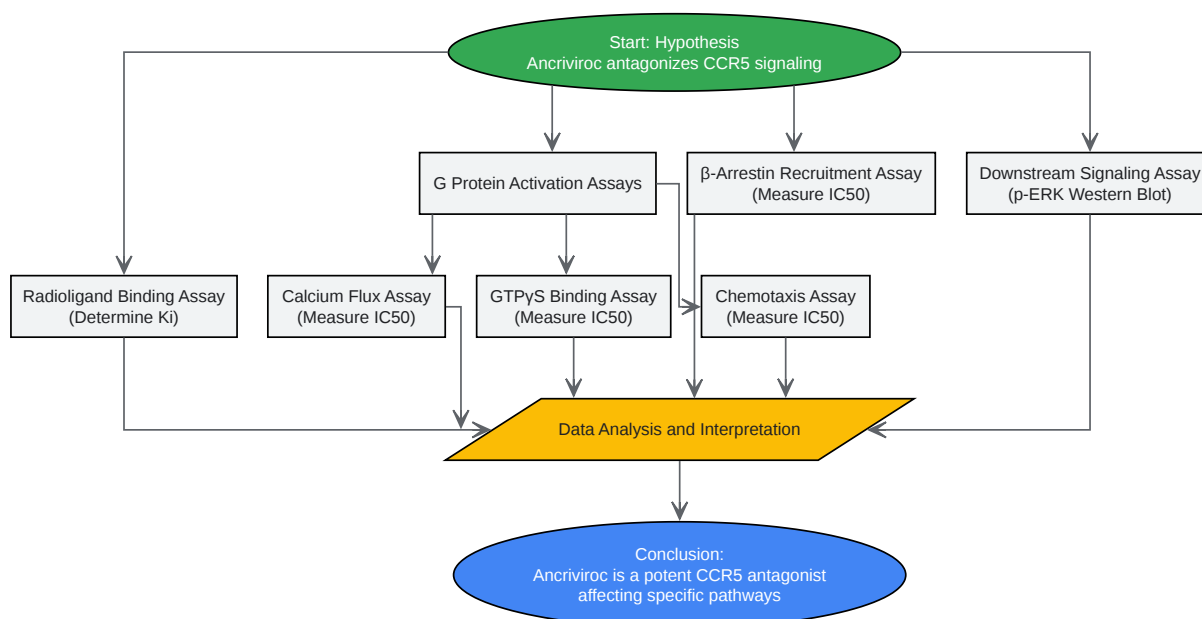 Start: Hypothesis
Ancriviroc antagonizes CCR5 signaling
G Protein Activation Assays
β-Arrestin Recruitment Assay
(Measure IC50)
Downstream Signaling Assay
(p-ERK Western Blot)
Radioligand Binding Assay
(Determine Ki)
Calcium Flux Assay
(Measure IC50)
GTPγS Binding Assay
(Measure IC50)
Chemotaxis Assay
(Measure IC50)
Data Analysis and Interpretation
Conclusion:
Ancriviroc is a potent CCR5 antagonist
affecting specific pathways